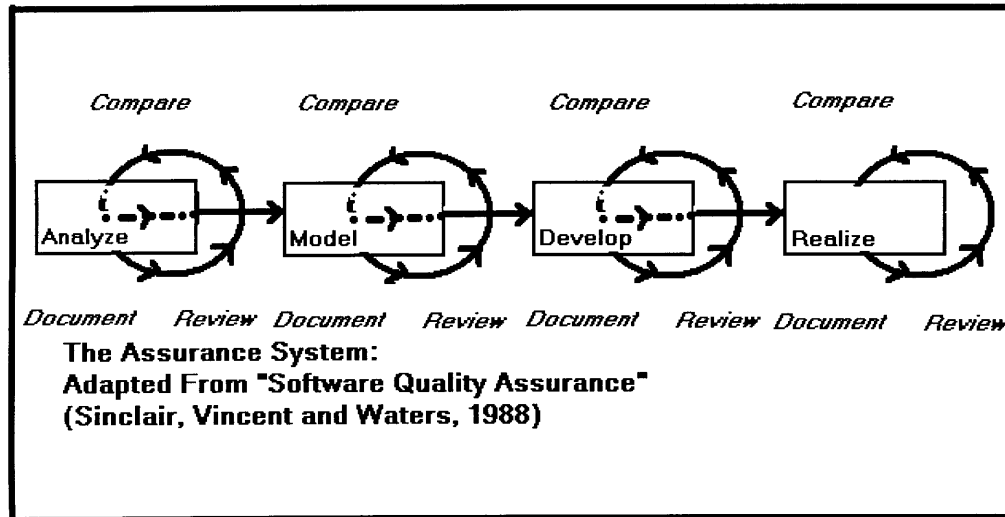 Compare Compare Compare Compare
Analyze Model Develop Realize
Document Review Document Review Document Review Document Review
The Assurance System:
Adapted From "Software Quality Assurance"
(Sinclair, Vincent and Waters, 1988)